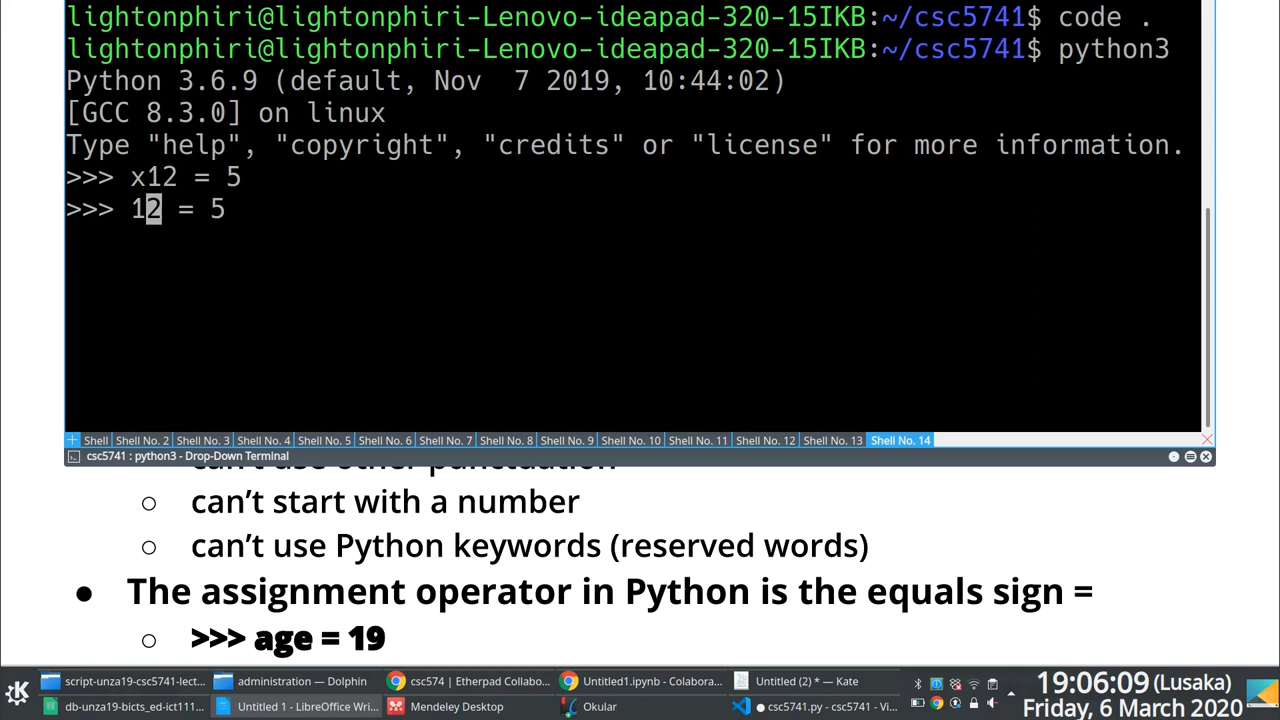 lightonphiri@lightonphiri-Lenovo-ideapad-320-15IKB:~/csc5741$ code .
lightonphiri@lightonphiri-Lenovo-ideapad-320-15IKB:~/csc5741$ python3
Python 3.6.9 (default, Nov  7 2019, 10:44:02)
[GCC 8.3.0] on linux
Type "help", "copyright", "credits" or "license" for more information.
>>> x12 = 5
>>> 12 = 5
Shell Shell No. 2 Shell No. 3 Shell No. 4 Shell No. 5 Shell No. 6 Shell No. 7 Shell No. 8 Shell No. 9 Shell No. 10 Shell No. 11 Shell No. 12 Shell No. 13 Shell No. 14
csc5741 : python3 - Drop-Down Terminal
can't use other punctuation
○ can’t start with a number
○ can’t use Python keywords (reserved words)
● The assignment operator in Python is the equals sign =
○ >>> age = 19
script-unza19-csc5741-lect... administration — Dolphin csc574 | Etherpad Collabo... Untitled1.ipynb - Colabora... Untitled (2) * — Kate
db-unza19-bicts_ed-ict111... Untitled 1 - LibreOffice Wri... Mendeley Desktop Okular ● csc5741.py - csc5741 - Vi...
19:06:09 (Lusaka)
Friday, 6 March 2020